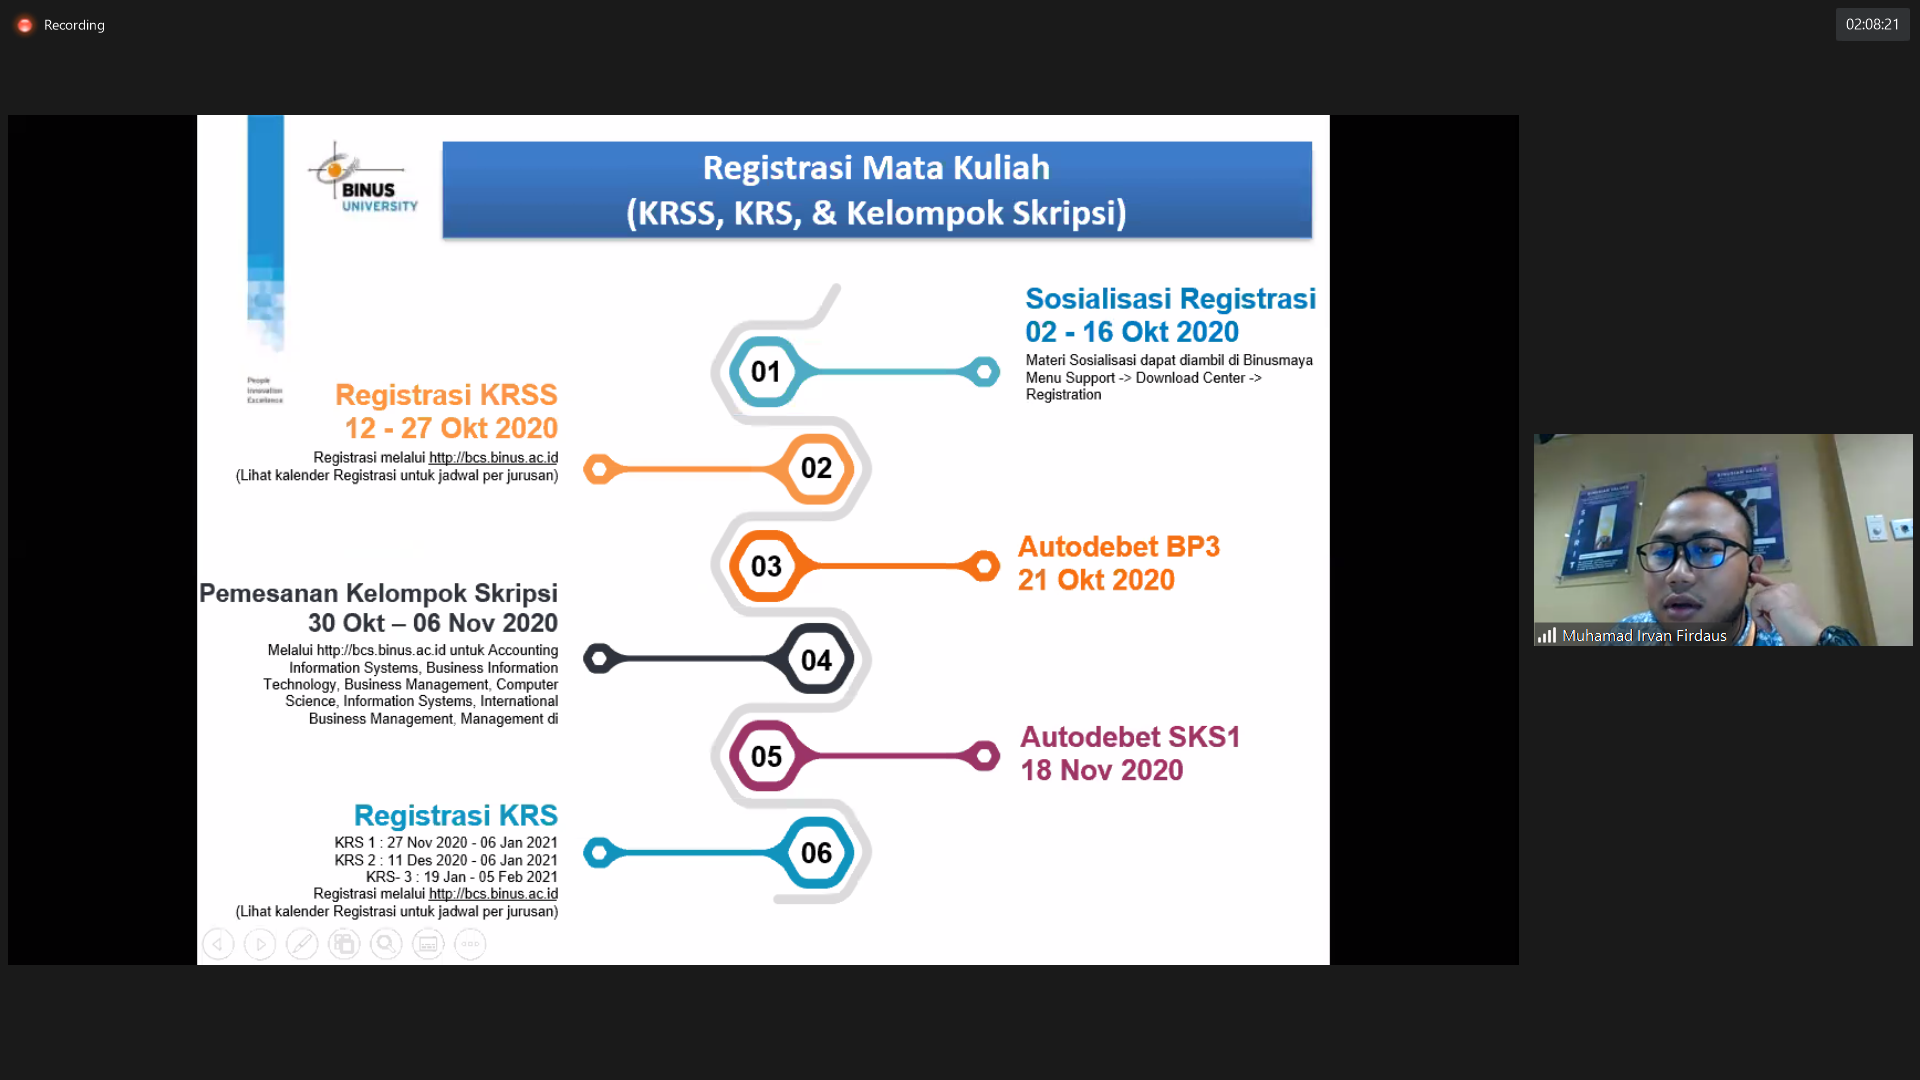 Recording
02:08:21
BINUS
UNIVERSITY
Registrasi Mata Kuliah
(KRSS, KRS, & Kelompok Skripsi)
People
Innovation
Excellence
01
Sosialisasi Registrasi
02 - 16 Okt 2020
Materi Sosialisasi dapat diambil di Binusmaya
Menu Support -> Download Center ->
Registration
Registrasi KRSS
12 - 27 Okt 2020
Registrasi melalui http://bcs.binus.ac.id
(Lihat kalender Registrasi untuk jadwal per jurusan)
02
03
Autodebet BP3
21 Okt 2020
Pemesanan Kelompok Skripsi
30 Okt – 06 Nov 2020
Melalui http://bcs.binus.ac.id untuk Accounting
Information Systems, Business Information
Technology, Business Management, Computer
Science, Information Systems, International
Business Management, Management di
04
05
Autodebet SKS1
18 Nov 2020
Registrasi KRS
KRS 1 : 27 Nov 2020 - 06 Jan 2021
KRS 2 : 11 Des 2020 - 06 Jan 2021
KRS- 3 : 19 Jan - 05 Feb 2021
Registrasi melalui http://bcs.binus.ac.id
(Lihat kalender Registrasi untuk jadwal per jurusan)
06
BINUSIAN VALUES
BINUSIAN VALUES
S
P
I
R
I
T
Muhamad Irvan Firdaus